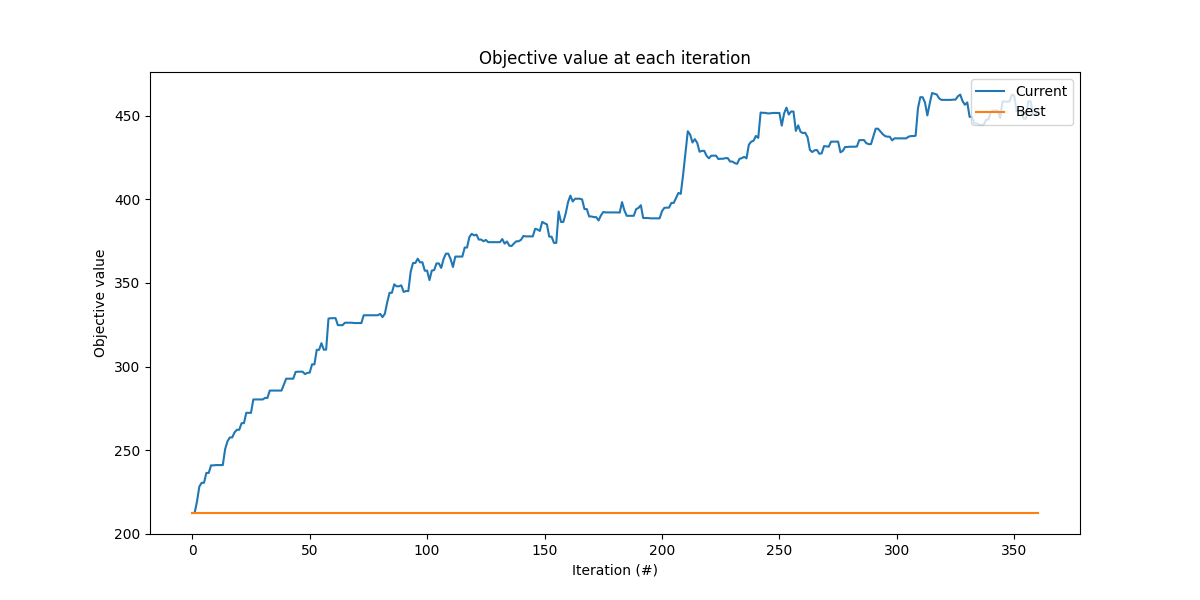 Objective value at each iteration
Current
Best
Objective value
450
400
350
300
250
200
0 50 100 150 200 250 300 350
Iteration (#)